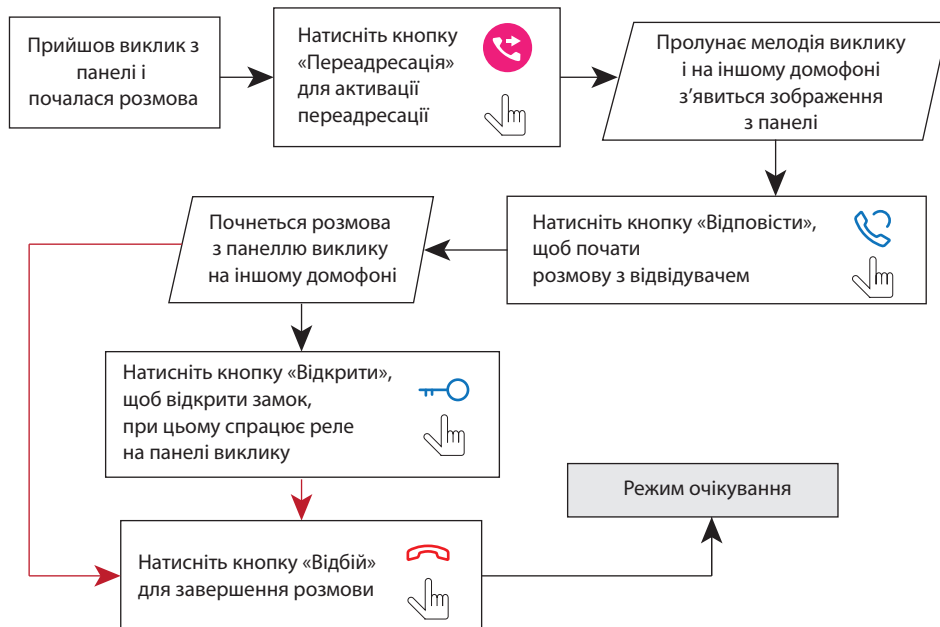 Прийшов виклик з
панелі і
почалася розмова
Натисніть кнопку
«Переадресація»
для активації
переадресації
Пролунає мелодія виклику
і на іншому домофоні
з’явиться зображення
з панелі
Почнеться розмова
з панеллю виклику
на іншому домофоні
Натисніть кнопку «Відповісти»,
щоб почати
розмову з відвідувачем
Натисніть кнопку «Відкрити»,
щоб відкрити замок,
при цьому спрацює реле
на панелі виклику
Режим очікування
Натисніть кнопку «Відбій»
для завершення розмови